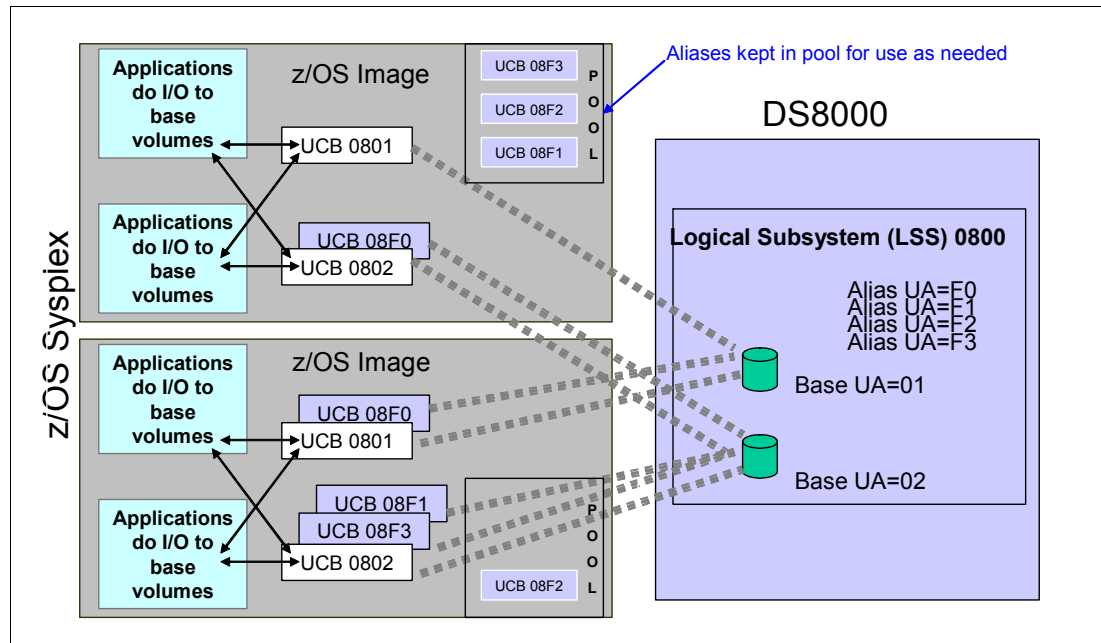 Applications
do I/O to
base
volumes
z/OS Image
UCB 08F3
UCB 08F2
UCB 08F1
P
O
O
L
Aliases kept in pool for use as needed
UCB 0801
Applications
do I/O to
base
volumes
UCB 08F0
UCB 0802
z/OS Syspiex
Applications
do I/O to
base
volumes
z/OS Image
UCB 08F0
UCB 0801
Applications
do I/O to
base
volumes
UCB 08F1
UCB 08F3
UCB 0802
P
O
O
L
UCB 08F2
DS8000
Logical Subsystem (LSS) 0800
Alias UA=F0
Alias UA=F1
Alias UA=F2
Alias UA=F3
Base UA=01
Base UA=02